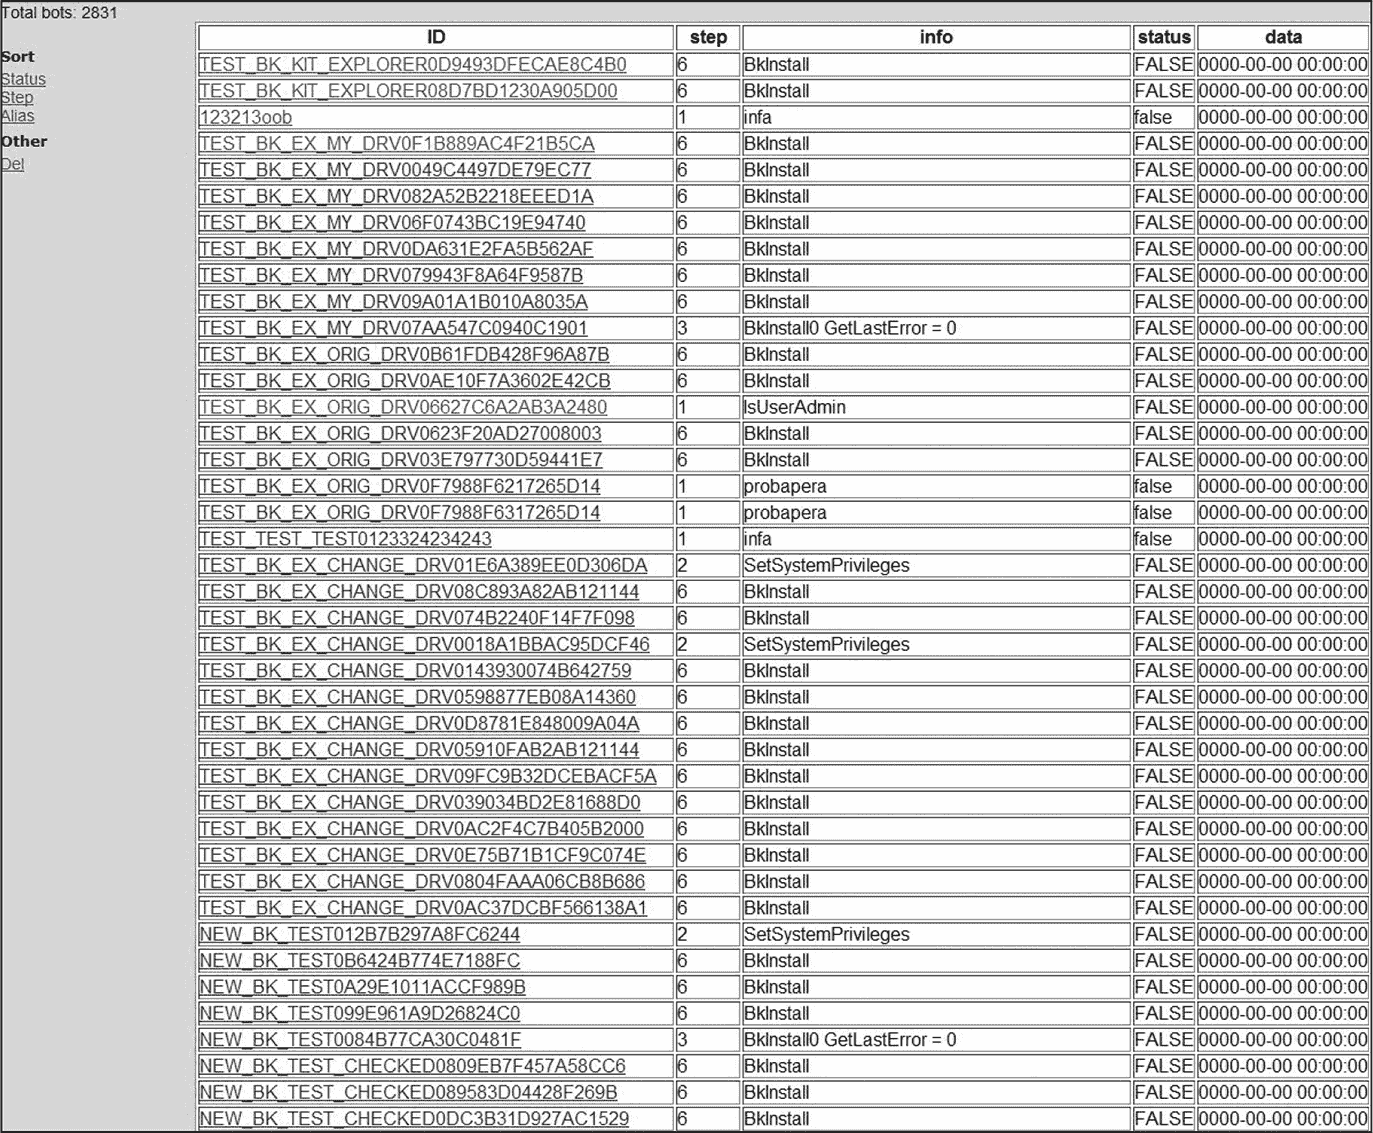 Total bots: 2831
Sort
Status
Step
Alias
Other
Del
ID step info status data
TEST_BK_KIT_EXPLORER0D9493DFECAE8C4B0 6 BkInstall FALSE 0000-00-00 00:00:00
TEST_BK_KIT_EXPLORER08D7BD1230A905D00 6 BkInstall FALSE 0000-00-00 00:00:00
123213oob 1 infa false 0000-00-00 00:00:00
TEST_BK_EX_MY_DRV0F1B889AC4F21B5CA 6 BkInstall FALSE 0000-00-00 00:00:00
TEST_BK_EX_MY_DRV0049C4497DE79EC77 6 BkInstall FALSE 0000-00-00 00:00:00
TEST_BK_EX_MY_DRV082A52B2218EEED1A 6 BkInstall FALSE 0000-00-00 00:00:00
TEST_BK_EX_MY_DRV06F0743BC19E94740 6 BkInstall FALSE 0000-00-00 00:00:00
TEST_BK_EX_MY_DRV0DA631E2FA5B562AF 6 BkInstall FALSE 0000-00-00 00:00:00
TEST_BK_EX_MY_DRV079943F8A64F9587B 6 BkInstall FALSE 0000-00-00 00:00:00
TEST_BK_EX_MY_DRV09A01A1B010A8035A 6 BkInstall FALSE 0000-00-00 00:00:00
TEST_BK_EX_MY_DRV07AA547C0940C1901 3 BkInstall0 GetLastError = 0 FALSE 0000-00-00 00:00:00
TEST_BK_EX_ORIG_DRV0B61FDB428F96A87B 6 BkInstall FALSE 0000-00-00 00:00:00
TEST_BK_EX_ORIG_DRV0AE10F7A3602E42CB 6 BkInstall FALSE 0000-00-00 00:00:00
TEST_BK_EX_ORIG_DRV06627C6A2AB3A2480 1 IsUserAdmin FALSE 0000-00-00 00:00:00
TEST_BK_EX_ORIG_DRV0623F20AD27008003 6 BkInstall FALSE 0000-00-00 00:00:00
TEST_BK_EX_ORIG_DRV03E797730D59441E7 6 BkInstall FALSE 0000-00-00 00:00:00
TEST_BK_EX_ORIG_DRV0F7988F6217265D14 1 probapera false 0000-00-00 00:00:00
TEST_BK_EX_ORIG_DRV0F7988F6317265D14 1 probapera false 0000-00-00 00:00:00
TEST_TEST_TEST0123324234243 1 infa false 0000-00-00 00:00:00
TEST_BK_EX_CHANGE_DRV01E6A389EE0D306DA 2 SetSystemPrivileges FALSE 0000-00-00 00:00:00
TEST_BK_EX_CHANGE_DRV08C893A82AB121144 6 BkInstall FALSE 0000-00-00 00:00:00
TEST_BK_EX_CHANGE_DRV074B2240F14F7F098 6 BkInstall FALSE 0000-00-00 00:00:00
TEST_BK_EX_CHANGE_DRV0018A1BBAC95DCF46 2 SetSystemPrivileges FALSE 0000-00-00 00:00:00
TEST_BK_EX_CHANGE_DRV0143930074B642759 6 BkInstall FALSE 0000-00-00 00:00:00
TEST_BK_EX_CHANGE_DRV0598877EB08A14360 6 BkInstall FALSE 0000-00-00 00:00:00
TEST_BK_EX_CHANGE_DRV0D8781E848009A04A 6 BkInstall FALSE 0000-00-00 00:00:00
TEST_BK_EX_CHANGE_DRV05910FAB2AB121144 6 BkInstall FALSE 0000-00-00 00:00:00
TEST_BK_EX_CHANGE_DRV09FC9B32DCEBACF5A 6 BkInstall FALSE 0000-00-00 00:00:00
TEST_BK_EX_CHANGE_DRV039034BD2E81688D0 6 BkInstall FALSE 0000-00-00 00:00:00
TEST_BK_EX_CHANGE_DRV0AC2F4C7B405B2000 6 BkInstall FALSE 0000-00-00 00:00:00
TEST_BK_EX_CHANGE_DRV0E75B71B1CF9C074E 6 BkInstall FALSE 0000-00-00 00:00:00
TEST_BK_EX_CHANGE_DRV0804FAAA06CB8B686 6 BkInstall FALSE 0000-00-00 00:00:00
TEST_BK_EX_CHANGE_DRV0AC37DCBF566138A1 6 BkInstall FALSE 0000-00-00 00:00:00
NEW_BK_TEST012B7B297A8FC6244 2 SetSystemPrivileges FALSE 0000-00-00 00:00:00
NEW_BK_TEST0B6424B774E7188FC 6 BkInstall FALSE 0000-00-00 00:00:00
NEW_BK_TEST0A29E1011ACCF989B 6 BkInstall FALSE 0000-00-00 00:00:00
NEW_BK_TEST099E961A9D26824C0 6 BkInstall FALSE 0000-00-00 00:00:00
NEW_BK_TEST0084B77CA30C0481F 3 BkInstall0 GetLastError = 0 FALSE 0000-00-00 00:00:00
NEW_BK_TEST_CHECKED0809EB7F457A58CC6 6 BkInstall FALSE 0000-00-00 00:00:00
NEW_BK_TEST_CHECKED089583D04428F269B 6 BkInstall FALSE 0000-00-00 00:00:00
NEW_BK_TEST_CHECKED0DC3B31D927AC1529 6 BkInstall FALSE 0000-00-00 00:00:00